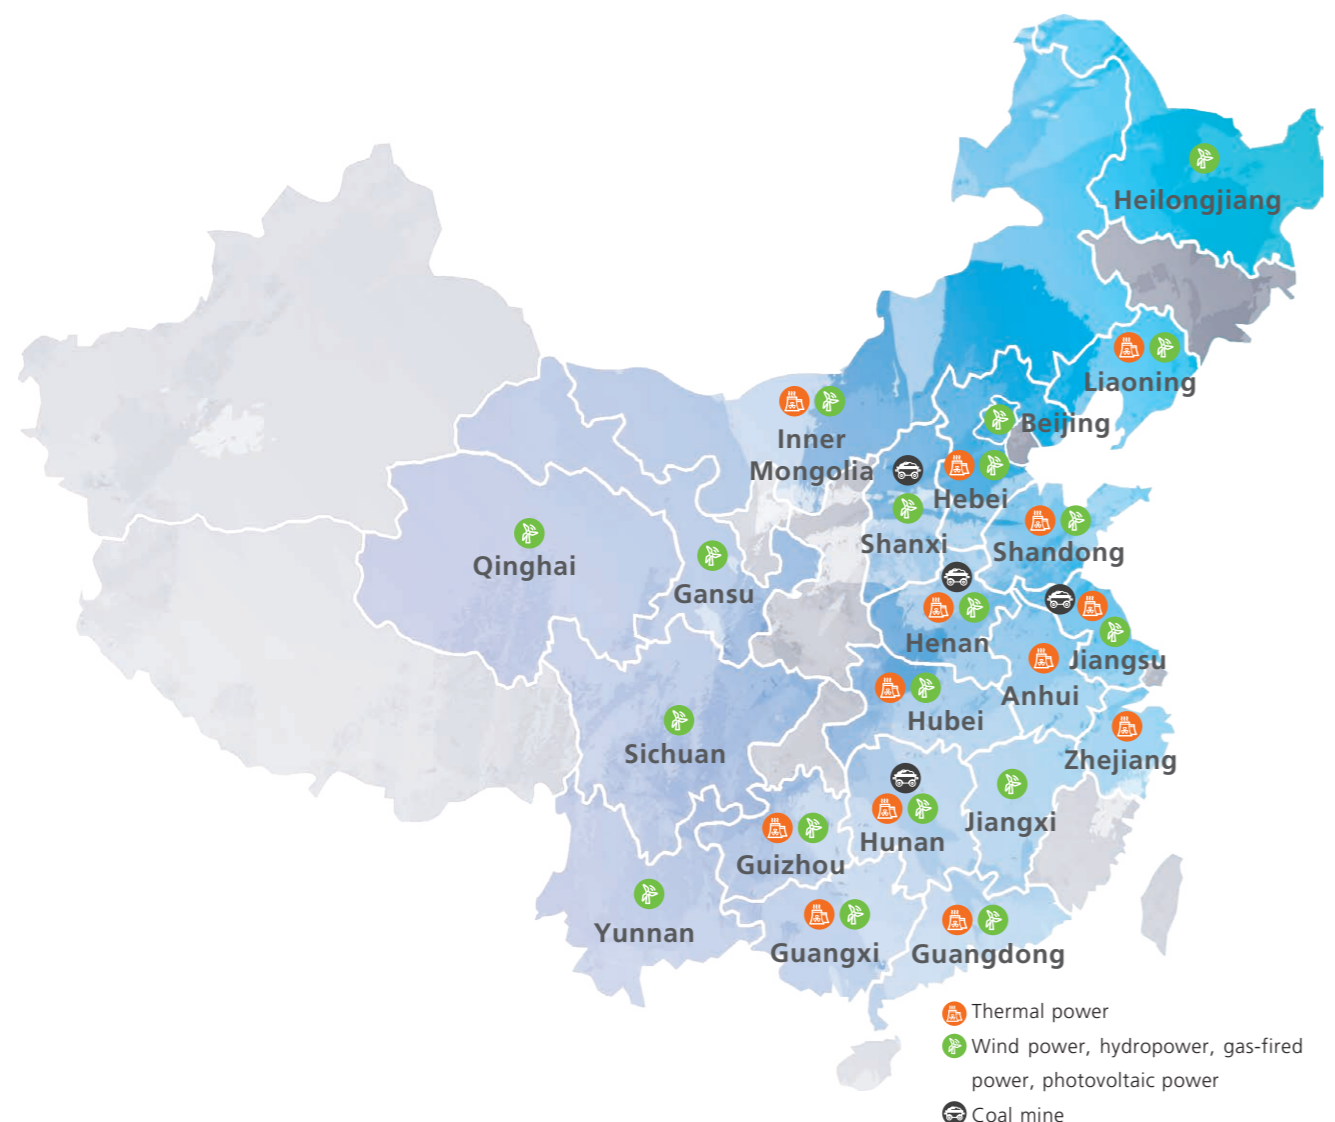 Heilongjiang
Liaoning
Beijing
Inner
Mongolia
Hebei
Shanxi
Shandong
Qinghai
Gansu
Henan
Jiangsu
Anhui
Hubei
Sichuan
Zhejiang
Jiangxi
Hunan
Guizhou
Yunnan
Guangxi
Guangdong
Thermal power
Wind power, hydropower, gas-fired
power, photovoltaic power
Coal mine